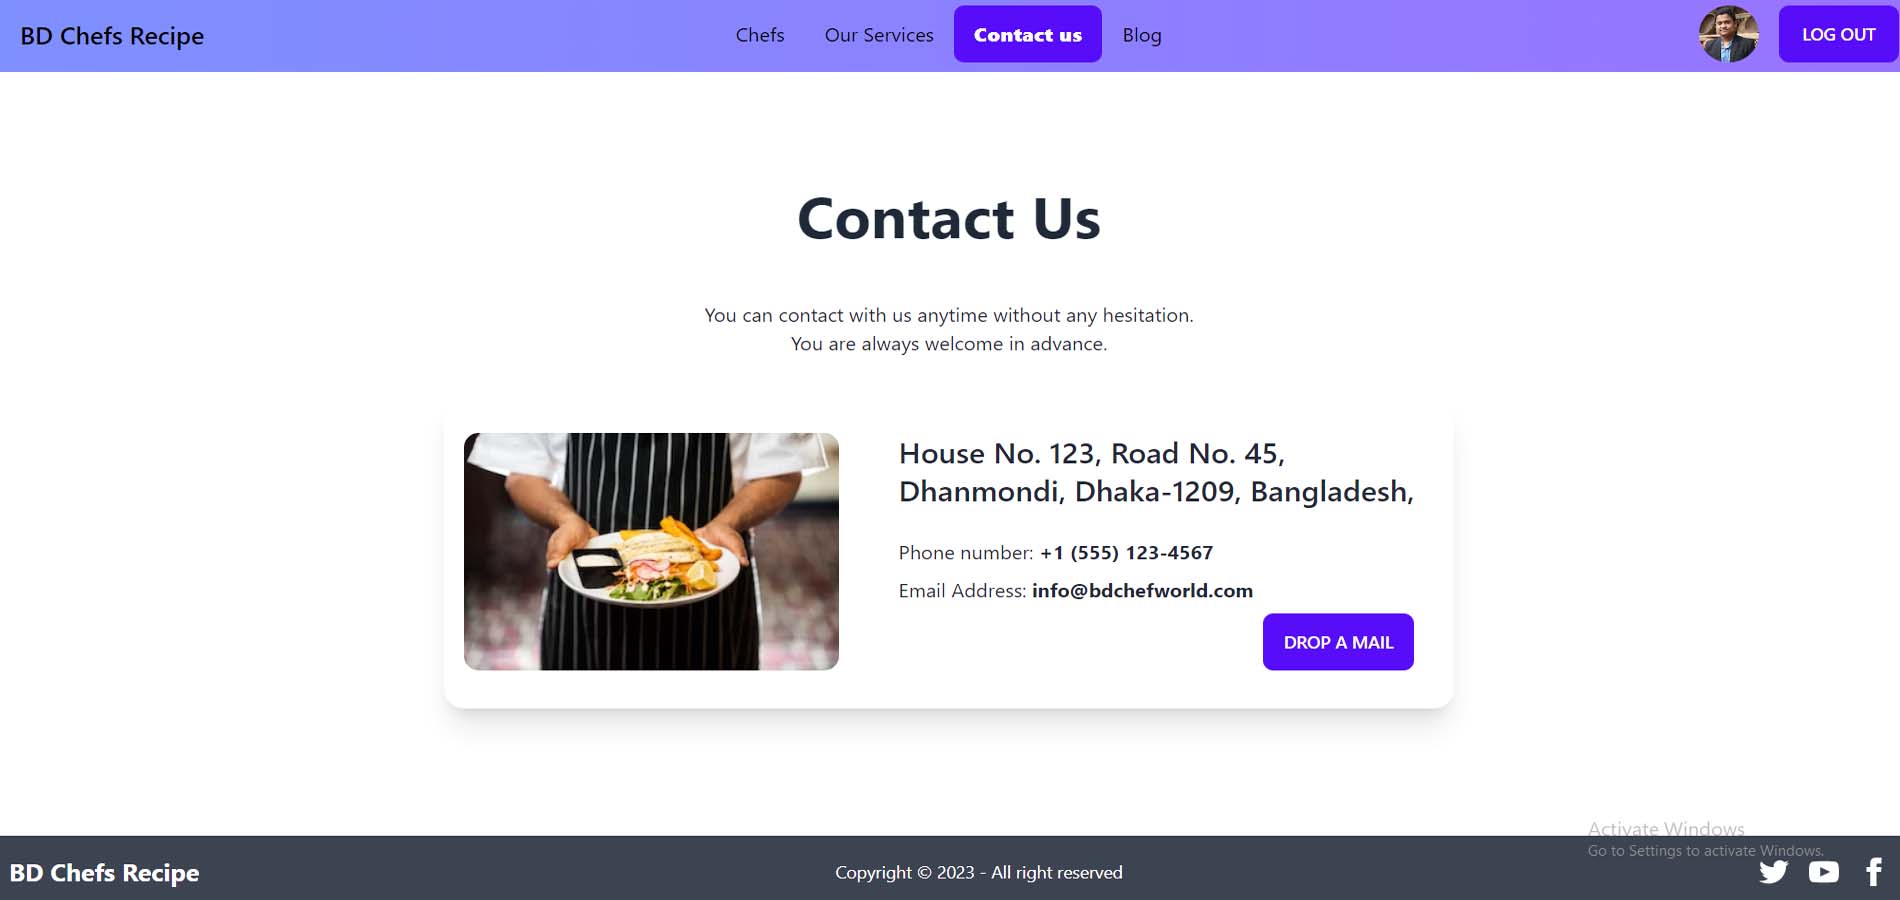 BD Chefs Recipe
Chefs
Our Services
Contact us
Blog
LOG OUT
Contact Us
You can contact with us anytime without any hesitation.
You are always welcome in advance.
House No. 123, Road No. 45,
Dhanmondi, Dhaka-1209, Bangladesh,
Phone number: +1 (555) 123-4567
Email Address: info@bdchefworld.com
DROP A MAIL
Activate Windows
Go to Settings to activate Windows.
BD Chefs Recipe
Copyright © 2023 - All right reserved